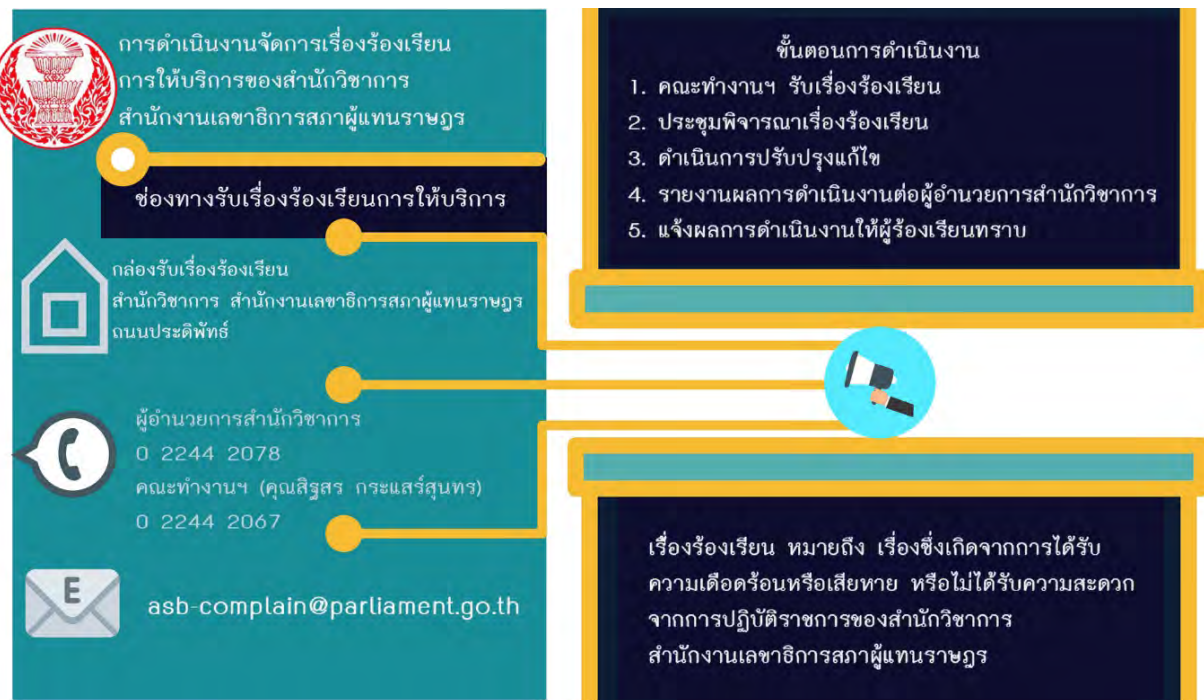 การดำเนินงานจัดการเรื่องร้องเรียน
การให้บริการของสำนักวิชาการ
สำนักงานเลขาธิการสภาผู้แทนราษฎร
ช่องทางรับเรื่องร้องเรียนการให้บริการ
กล่องรับเรื่องร้องเรียน
สำนักวิชาการ สำนักงานเลขาธิการสภาผู้แทนราษฎร
ถนนประดิพัทธ์
ผู้อำนวยการสำนักวิชาการ
0 2244 2078
คณะทำงานฯ (คุณสิฐสร กระแสร์สุนทร)
0 2244 2067
E
asb-complain@parliament.go.th
ขั้นตอนการดำเนินงาน
1. คณะทำงานฯ รับเรื่องร้องเรียน
2. ประชุมพิจารณาเรื่องร้องเรียน
3. ดำเนินการปรับปรุงแก้ไข
4. รายงานผลการดำเนินงานต่อผู้อำนวยการสำนักวิชาการ
5. แจ้งผลการดำเนินงานให้ผู้ร้องเรียนทราบ
เรื่องร้องเรียน หมายถึง เรื่องซึ่งเกิดจากการได้รับ
ความเดือดร้อนหรือเสียหาย หรือไม่ได้รับความสะดวก
จากการปฏิบัติราชการของสำนักวิชาการ
สำนักงานเลขาธิการสภาผู้แทนราษฎร